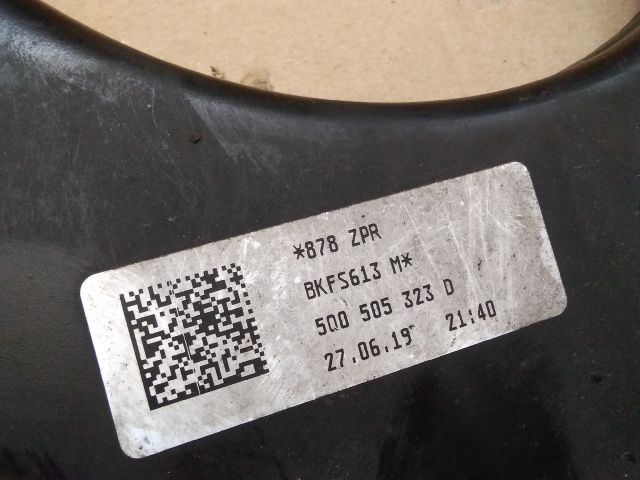 *878 ZPR
BKFS613 M*
5Q0 505 323 D
27.06.19 21:40